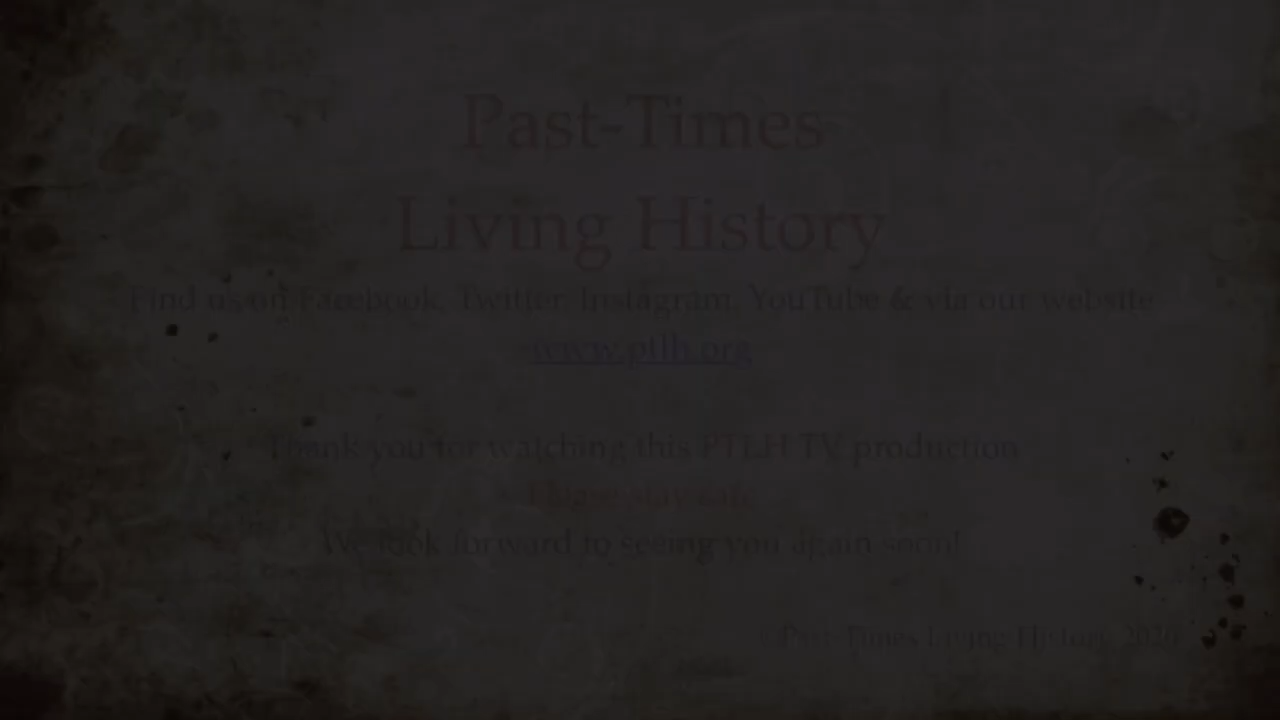 Past-Times
Living History
Find us on Facebook, Twitter, Instagram, YouTube & via our website
www.ptlh.org
Thank you for watching this PTLH TV production
Please stay safe
We look forward to seeing you again soon!
© Past-Times Living History 2020